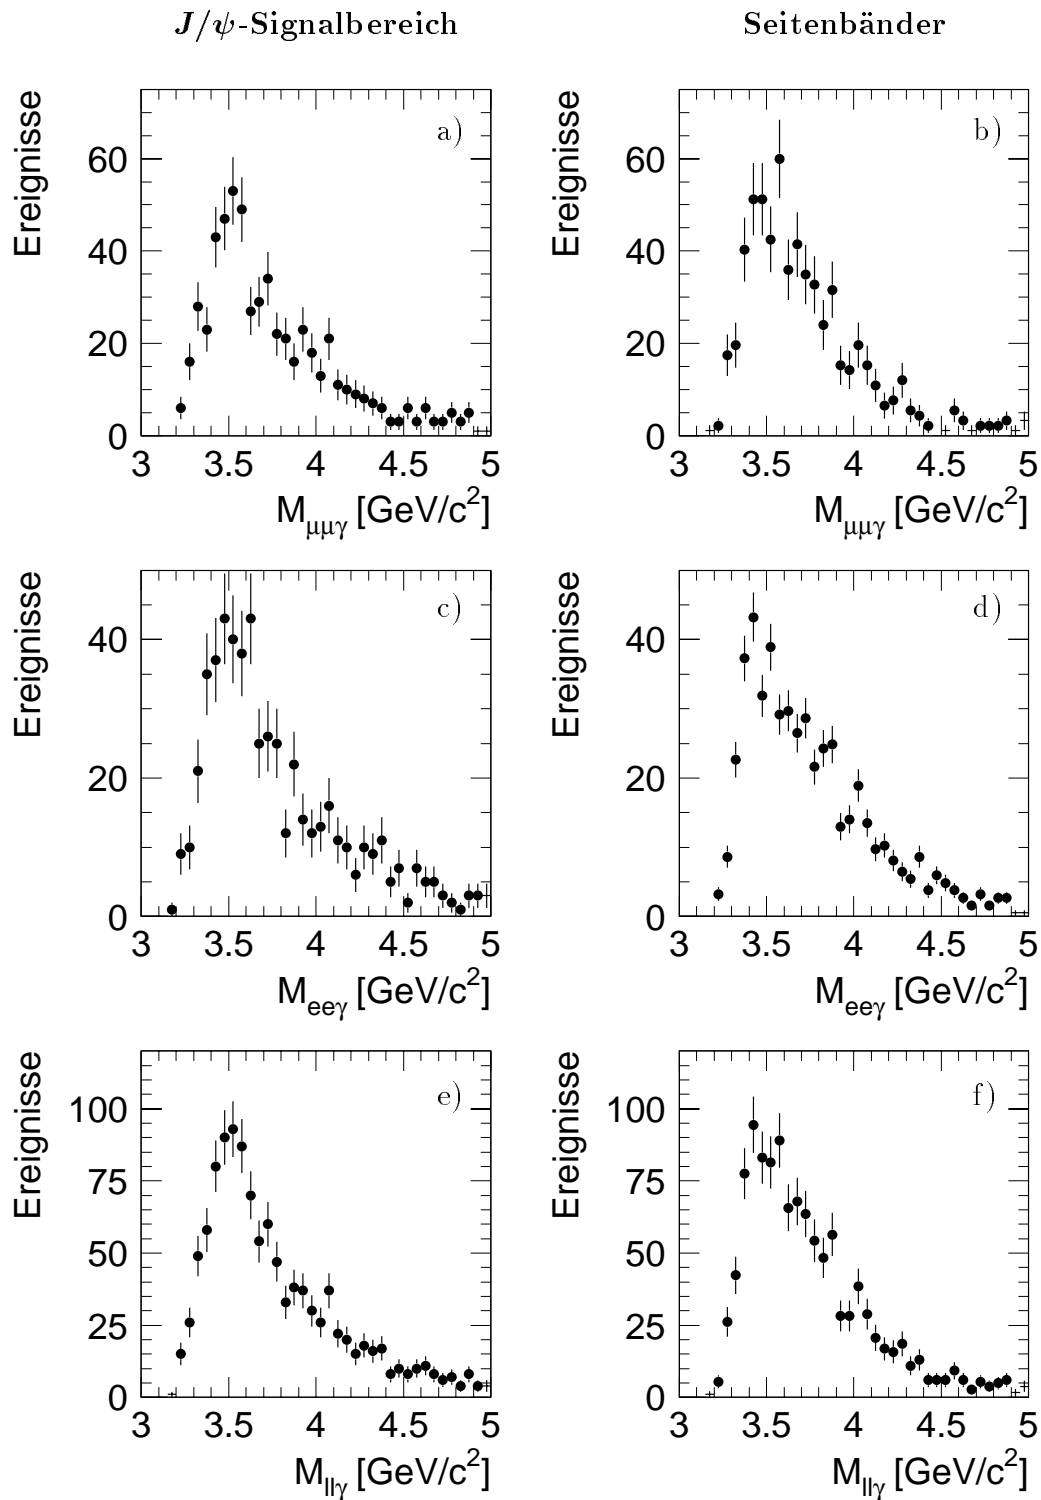 J/ψ-Signalbereich
Seitenbänder
Ereignisse
a)
60
40
20
0
3 3.5 4 4.5 5
M_μμγ [GeV/c²]
Ereignisse
b)
60
40
20
0
3 3.5 4 4.5 5
M_μμγ [GeV/c²]
Ereignisse
c)
40
20
0
3 3.5 4 4.5 5
M_eeγ [GeV/c²]
Ereignisse
d)
40
20
0
3 3.5 4 4.5 5
M_eeγ [GeV/c²]
Ereignisse
e)
100
75
50
25
0
3 3.5 4 4.5 5
M_llγ [GeV/c²]
Ereignisse
f)
100
75
50
25
0
3 3.5 4 4.5 5
M_llγ [GeV/c²]